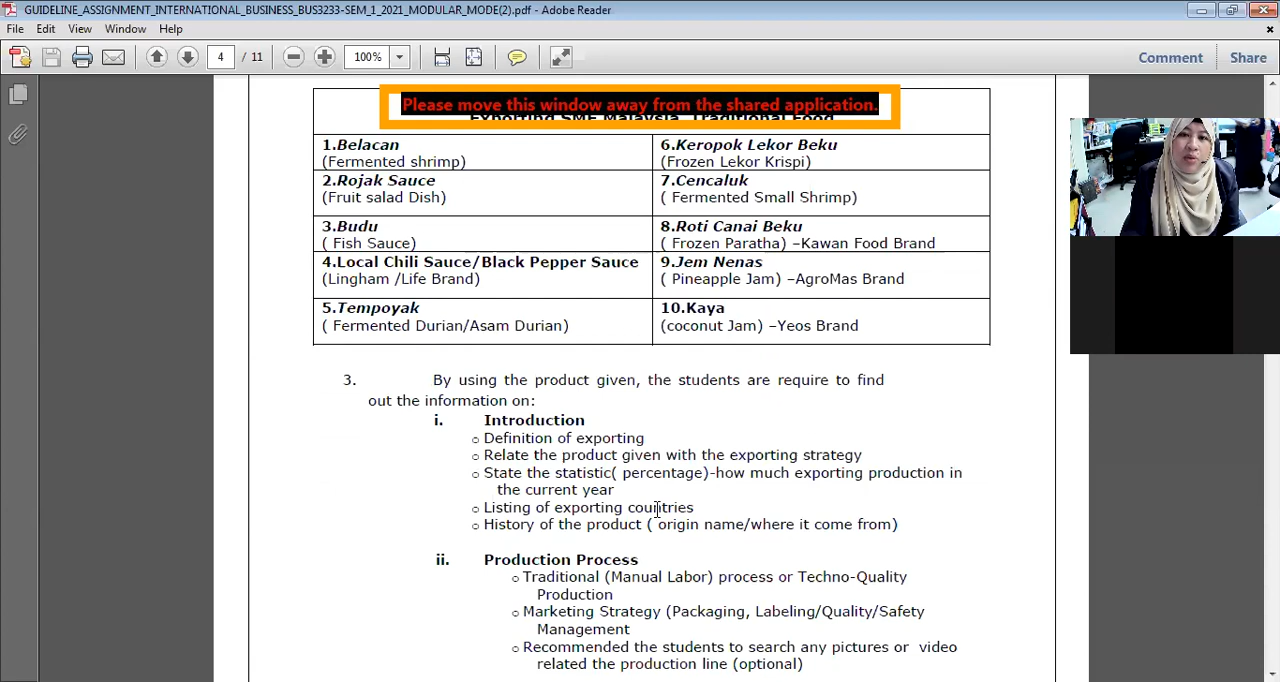 GUIDELINE_ASSIGNMENT_INTERNATIONAL_BUSINESS_BUS3233-SEM_1_2021_MODULAR_MODE(2).pdf - Adobe Reader
File Edit View Window Help
4 / 11 100% Comment Share
Please move this window away from the shared application.
Exporting SME Malaysia, Traditional Food
1.Belacan
(Fermented shrimp)
6.Keropok Lekor Beku
(Frozen Lekor Krispi)
2.Rojak Sauce
(Fruit salad Dish)
7.Cencaluk
( Fermented Small Shrimp)
3.Budu
( Fish Sauce)
8.Roti Canai Beku
( Frozen Paratha) –Kawan Food Brand
4.Local Chili Sauce/Black Pepper Sauce
(Lingham /Life Brand)
9.Jem Nenas
( Pineapple Jam) –AgroMas Brand
5.Tempoyak
( Fermented Durian/Asam Durian)
10.Kaya
(coconut Jam) –Yeos Brand
3. By using the product given, the students are require to find
out the information on:
i. Introduction
o Definition of exporting
o Relate the product given with the exporting strategy
o State the statistic( percentage)-how much exporting production in
the current year
o Listing of exporting countries
o History of the product ( origin name/where it come from)
ii. Production Process
o Traditional (Manual Labor) process or Techno-Quality
Production
o Marketing Strategy (Packaging, Labeling/Quality/Safety
Management
o Recommended the students to search any pictures or video
related the production line (optional)